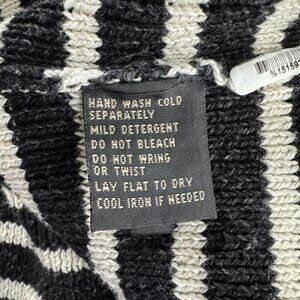 HAND WASH COLD
SEPARATELY
MILD DETERGENT
DO NOT BLEACH
DO NOT WRING
OR TWIST
LAY FLAT TO DRY
COOL IRON IF NEEDED